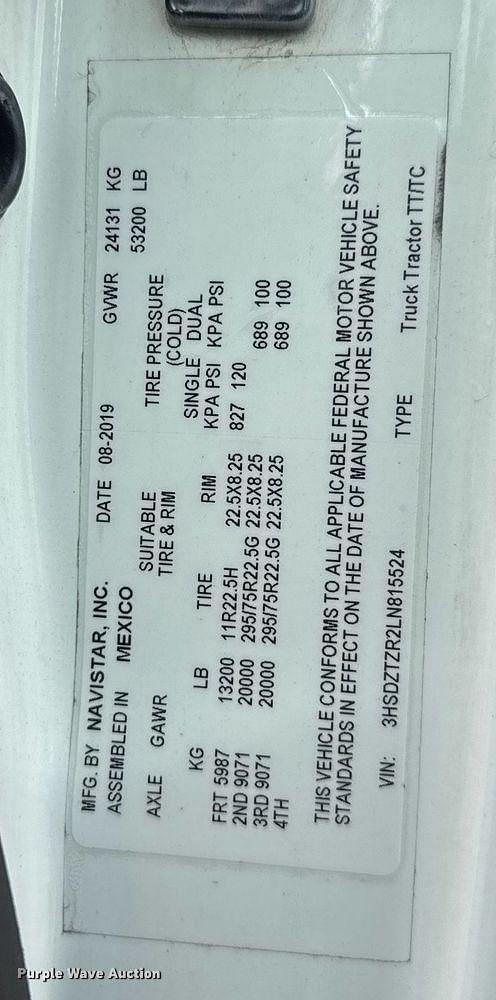 MFG. BY NAVISTAR, INC. DATE 08-2019 GVWR 24131 KG
ASSEMBLED IN MEXICO 53200 LB
AXLE GAWR SUITABLE TIRE PRESSURE
TIRE & RIM (COLD)
SINGLE DUAL
KG LB TIRE RIM KPA PSI KPA PSI
FRT 5987 13200 11R22.5H 22.5X8.25 827 120
2ND 9071 20000 295/75R22.5G 22.5X8.25 689 100
3RD 9071 20000 295/75R22.5G 22.5X8.25 689 100
4TH
THIS VEHICLE CONFORMS TO ALL APPLICABLE FEDERAL MOTOR VEHICLE SAFETY
STANDARDS IN EFFECT ON THE DATE OF MANUFACTURE SHOWN ABOVE.
VIN: 3HSDZTZR2LN815524 TYPE Truck Tractor TT/TC
Purple Wave Auction